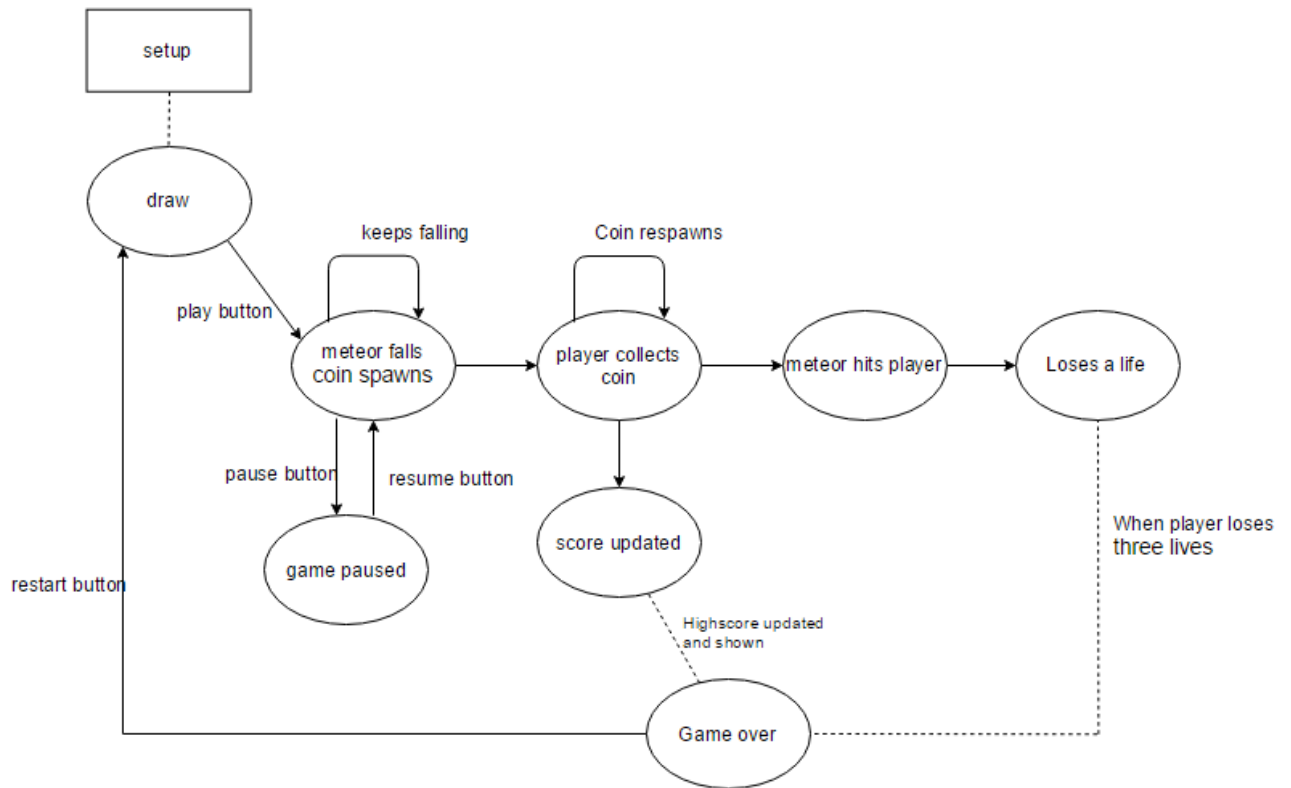 setup
draw
keeps falling
Coin respawns
play button
meteor falls
coin spawns
player collects
coin
meteor hits player
Loses a life
pause button
resume button
game paused
score updated
When player loses
three lives
restart button
Highscore updated
and shown
Game over